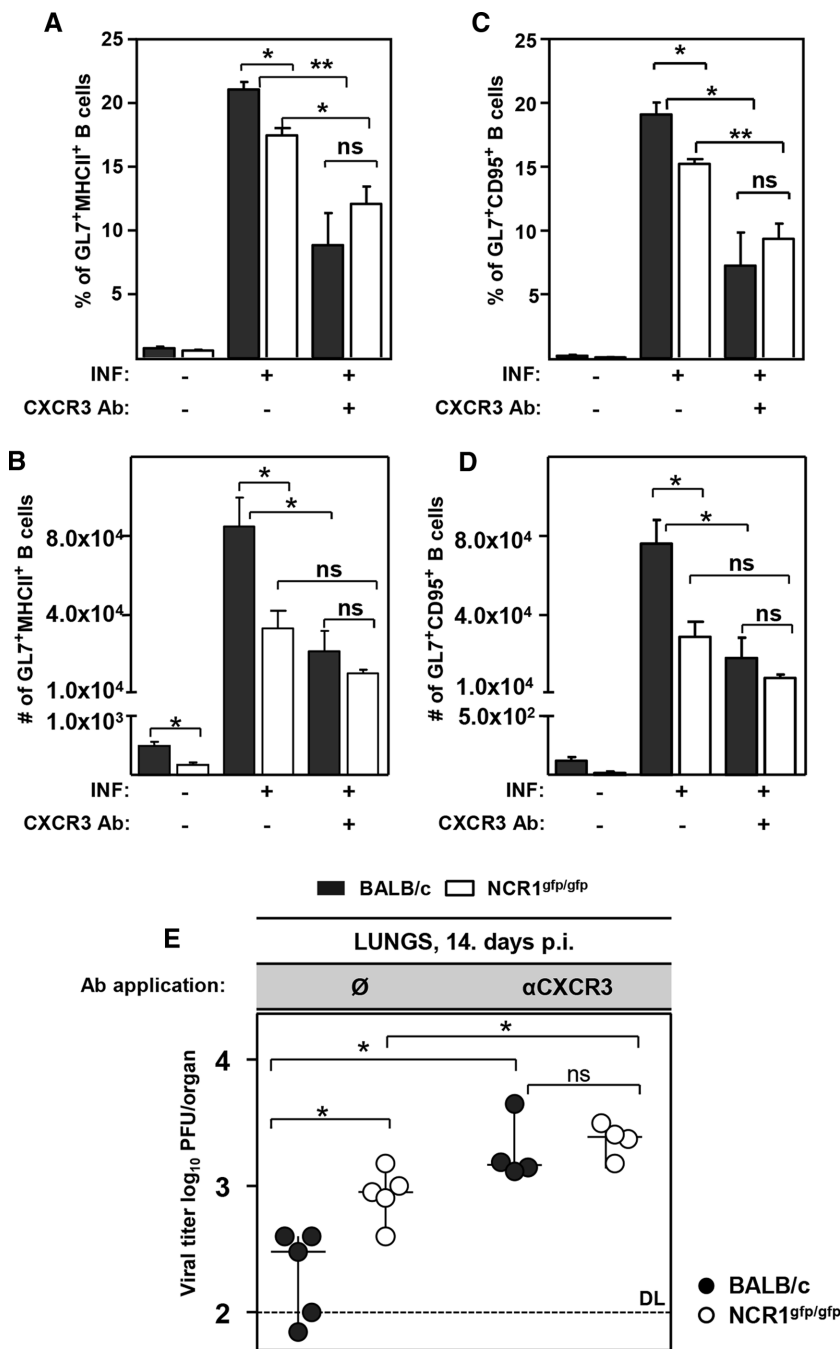 A
% of GL7+MHCII+ B cells
25
20
15
10
5
*
**
*
ns
INF: - + +
CXCR3 Ab: - - +
C
% of GL7+CD95+ B cells
25
20
15
10
5
*
*
**
ns
INF: - + +
CXCR3 Ab: - - +
B
# of GL7+MHCII+ B cells
8.0x10⁴
4.0x10⁴
1.0x10⁴
1.0x10³
*
*
ns
ns
*
INF: - + +
CXCR3 Ab: - - +
D
# of GL7+CD95+ B cells
8.0x10⁴
4.0x10⁴
1.0x10⁴
5.0x10²
*
*
ns
ns
INF: - + +
CXCR3 Ab: - - +
BALB/c NCR1gfp/gfp
E
LUNGS, 14. days p.i.
Ab application: Ø αCXCR3
Viral titer log₁₀ PFU/organ
4
3
2
*
*
*
ns
DL
BALB/c
NCR1gfp/gfp